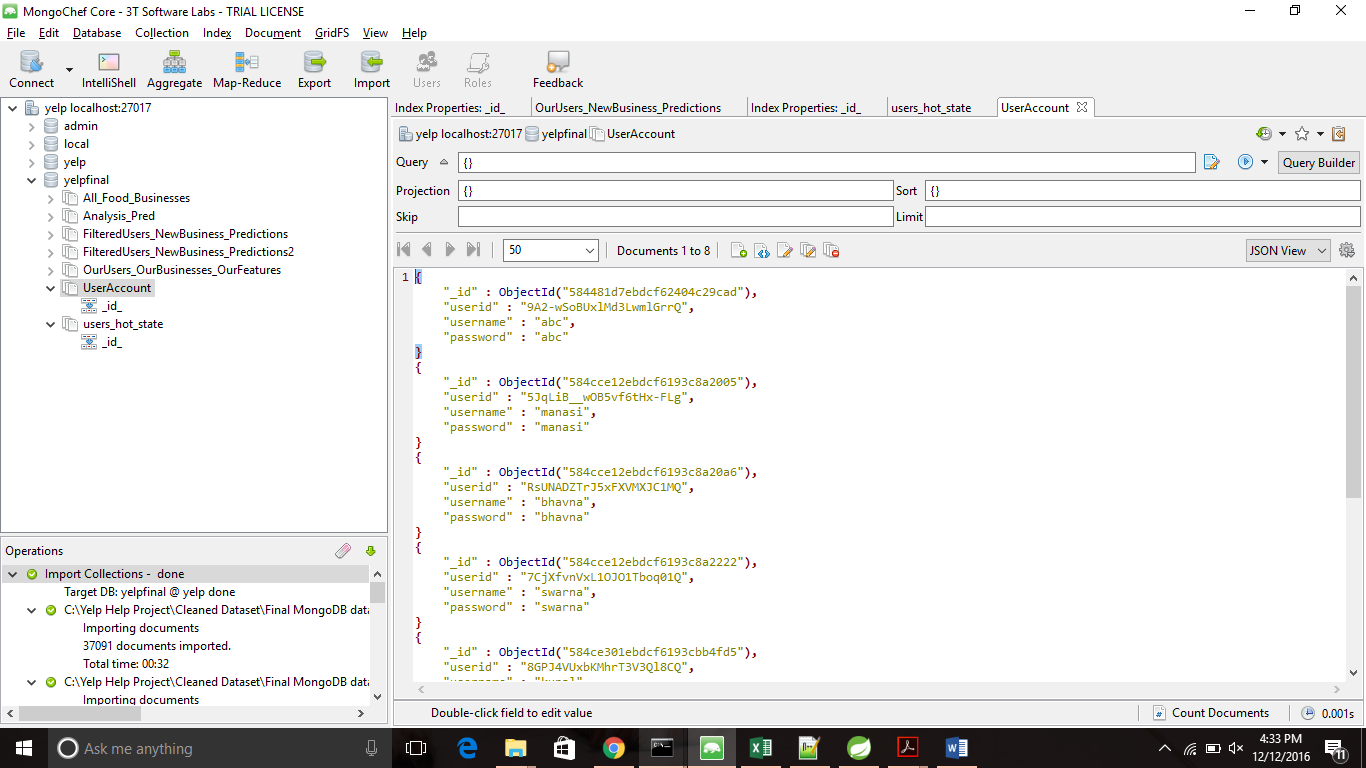 MongoChef Core - 3T Software Labs - TRIAL LICENSE
File Edit Database Collection Index Document GridFS View Help
Connect IntelliShell Aggregate Map-Reduce Export Import Users Roles Feedback
yelp localhost:27017
admin
local
yelp
yelpfinal
All_Food_Businesses
Analysis_Pred
FilteredUsers_NewBusiness_Predictions
FilteredUsers_NewBusiness_Predictions2
OurUsers_OurBusinesses_OurFeatures
UserAccount
_id_
users_hot_state
_id_
Operations
Import Collections - done
Target DB: yelpfinal @ yelp done
C:\Yelp Help Project\Cleaned Dataset\Final MongoDB data
Importing documents
37091 documents imported.
Total time: 00:32
C:\Yelp Help Project\Cleaned Dataset\Final MongoDB data
Importing documents
Index Properties: _id_ OurUsers_NewBusiness_Predictions Index Properties: _id_ users_hot_state UserAccount
yelp localhost:27017 yelpfinal UserAccount
Query {} Query Builder
Projection {} Sort {}
Skip Limit
50 Documents 1 to 8 JSON View
1 {
"_id" : ObjectId("584481d7ebdcf62404c29cad"),
"userid" : "9A2-wSoBUxlMd3LwmlGrrQ",
"username" : "abc",
"password" : "abc"
}
{
"_id" : ObjectId("584cce12ebdcf6193c8a2005"),
"userid" : "5JqLiB__wOB5vf6tHx-FLg",
"username" : "manasi",
"password" : "manasi"
}
{
"_id" : ObjectId("584cce12ebdcf6193c8a20a6"),
"userid" : "RsUNADZTrJ5xFXVMXJC1MQ",
"username" : "bhavna",
"password" : "bhavna"
}
{
"_id" : ObjectId("584cce12ebdcf6193c8a2222"),
"userid" : "7CjXfvnVxL1OJO1Tboq01Q",
"username" : "swarna",
"password" : "swarna"
}
{
"_id" : ObjectId("584ce301ebdcf6193cbb4fd5"),
"userid" : "8GPJ4VUxbKMhrT3V3Ql8CQ",
Double-click field to edit value Count Documents 0.001s
Ask me anything
4:33 PM
12/12/2016
11